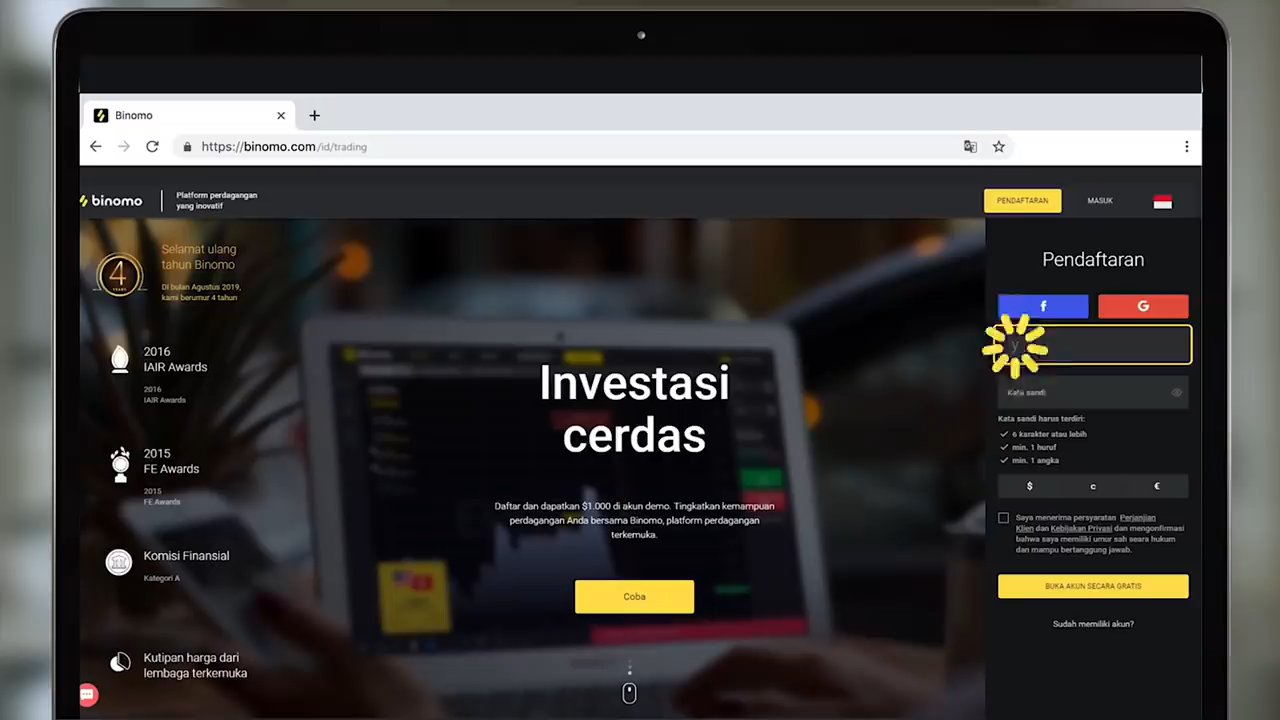 Binomo
https://binomo.com/id/trading
binomo
Platform perdagangan
yang inovatif
PENDAFTARAN
MASUK
Selamat ulang
tahun Binomo
4
YEARS
Di bulan Agustus 2019,
kami berumur 4 tahun
2016
IAIR Awards
2016
IAIR Awards
2015
FE Awards
2015
FE Awards
Komisi Finansial
Kategori A
Kutipan harga dari
lembaga terkemuka
Investasi
cerdas
Daftar dan dapatkan $1.000 di akun demo. Tingkatkan kemampuan
perdagangan Anda bersama Binomo, platform perdagangan
terkemuka.
Coba
Pendaftaran
f
G
y
Kata sandi
Kata sandi harus terdiri:
6 karakter atau lebih
min. 1 huruf
min. 1 angka
$ c €
Saya menerima persyaratan Perjanjian
Klien dan Kebijakan Privasi dan mengonfirmasi
bahwa saya memiliki umur sah seara hukum
dan mampu bertanggung jawab.
BUKA AKUN SECARA GRATIS
Sudah memiliki akun?